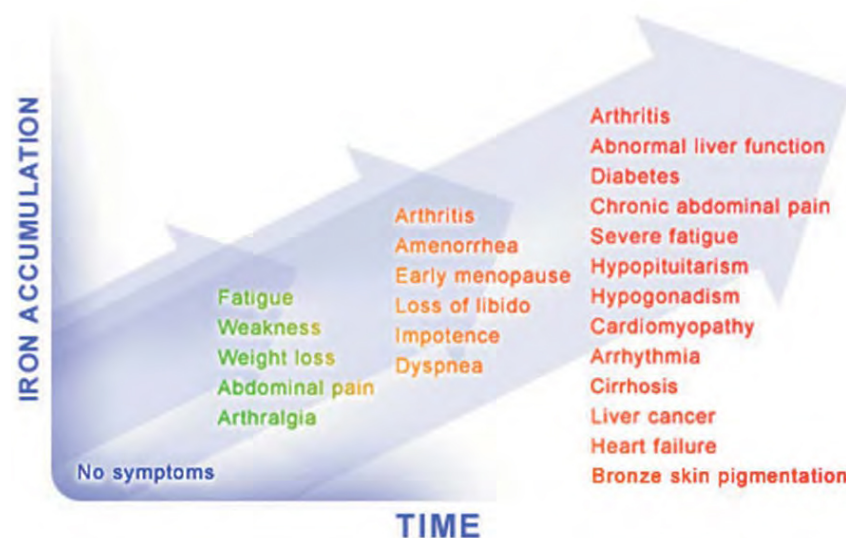 IRON ACCUMULATION
No symptoms
Fatigue
Weakness
Weight loss
Abdominal pain
Arthralgia
Arthritis
Amenorrhea
Early menopause
Loss of libido
Impotence
Dyspnea
Arthritis
Abnormal liver function
Diabetes
Chronic abdominal pain
Severe fatigue
Hypopituitarism
Hypogonadism
Cardiomyopathy
Arrhythmia
Cirrhosis
Liver cancer
Heart failure
Bronze skin pigmentation
TIME